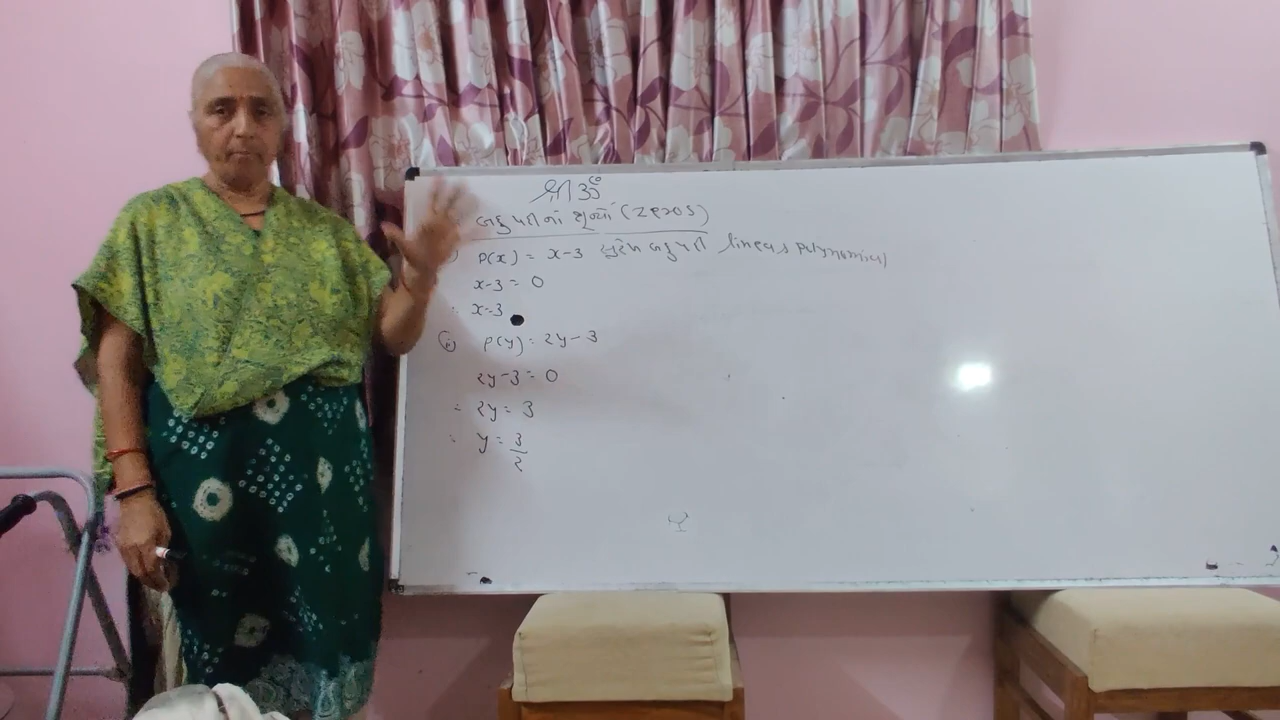 શ્રી ૐ
બહુપદીનાં શૂન્યો (zeros)
P(x) = x-3 સુરેખ બહુપદી linear polynomial
x-3 = 0
∴ x=3
(ii) P(y) = 2y-3
2y-3 = 0
∴ 2y = 3
∴ y = 3/2